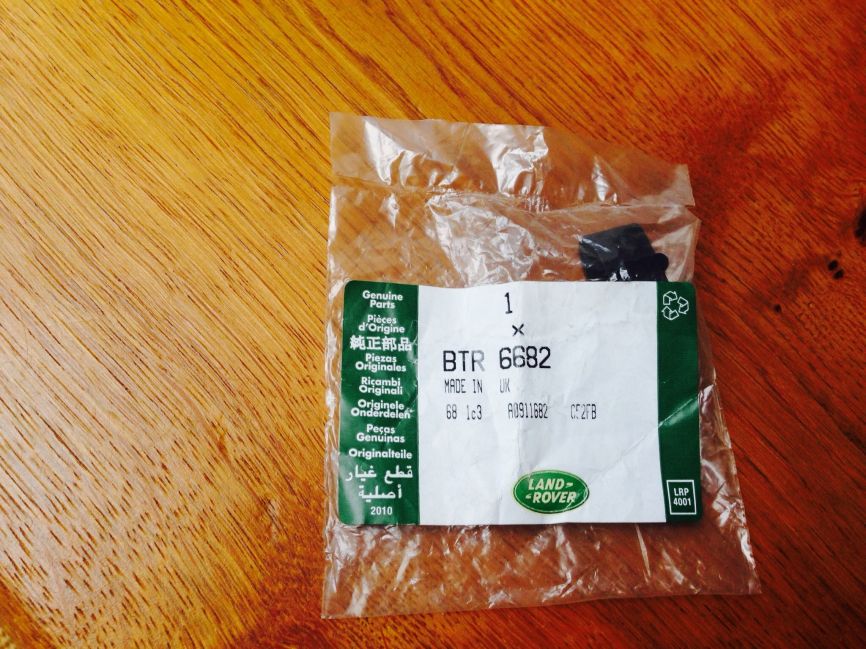 Genuine
Parts
Pièces
d'Origine
純正部品
Piezas
Originales
Ricambi
Originali
Originele
Onderdelen
Peças
Genuinas
Originalteile
قطع غيار
أصلية
2010
1
×
BTR 6682
MADE IN UK
68 1c3 A0911682 CF2FB
LAND-
-ROVER
LRP
4001